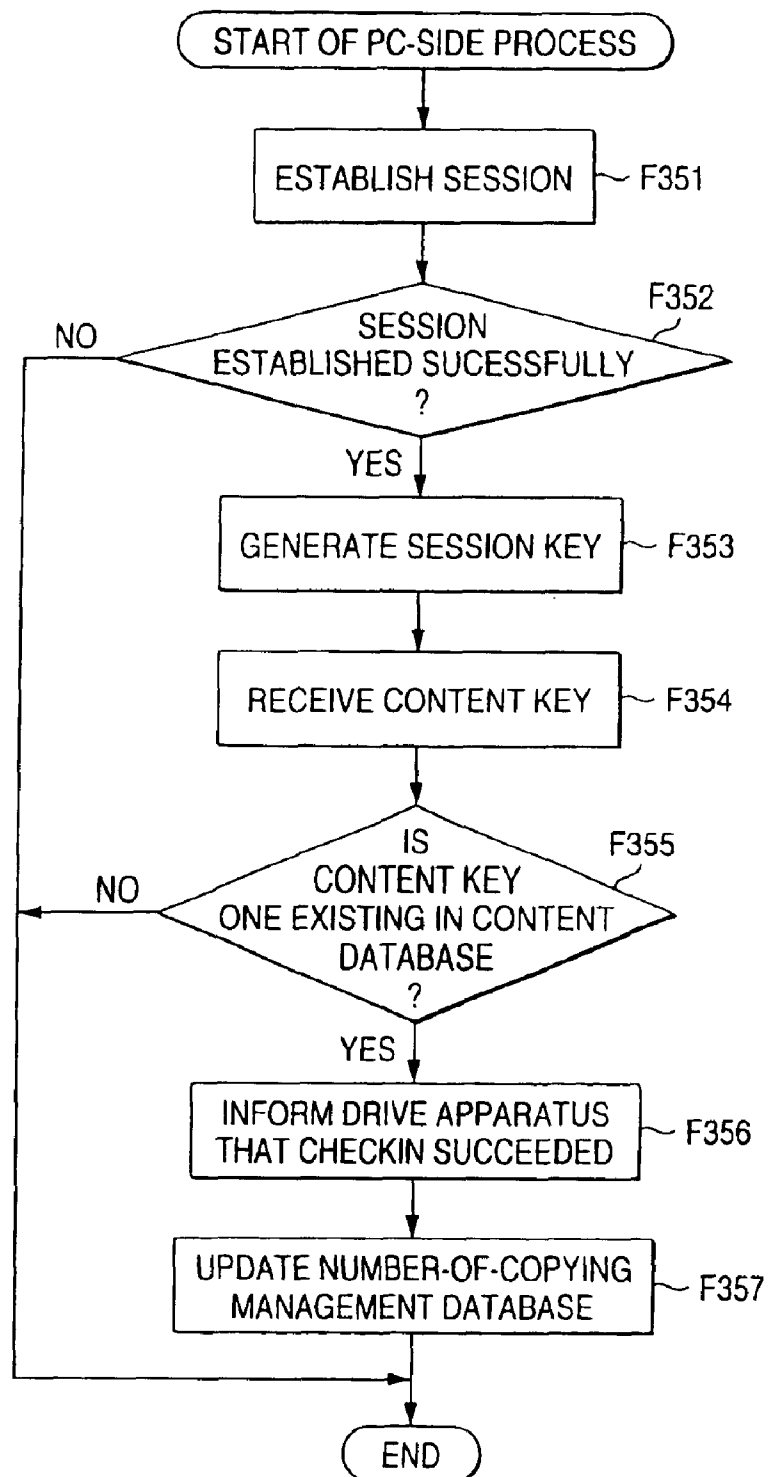 START OF PC-SIDE PROCESS
ESTABLISH SESSION
F351
F352
SESSION
ESTABLISHED SUCESSFULLY
?
NO
YES
GENERATE SESSION KEY
F353
RECEIVE CONTENT KEY
F354
F355
IS
CONTENT KEY
ONE EXISTING IN CONTENT
DATABASE
?
NO
YES
INFORM DRIVE APPARATUS
THAT CHECKIN SUCCEEDED
F356
UPDATE NUMBER-OF-COPYING
MANAGEMENT DATABASE
F357
END